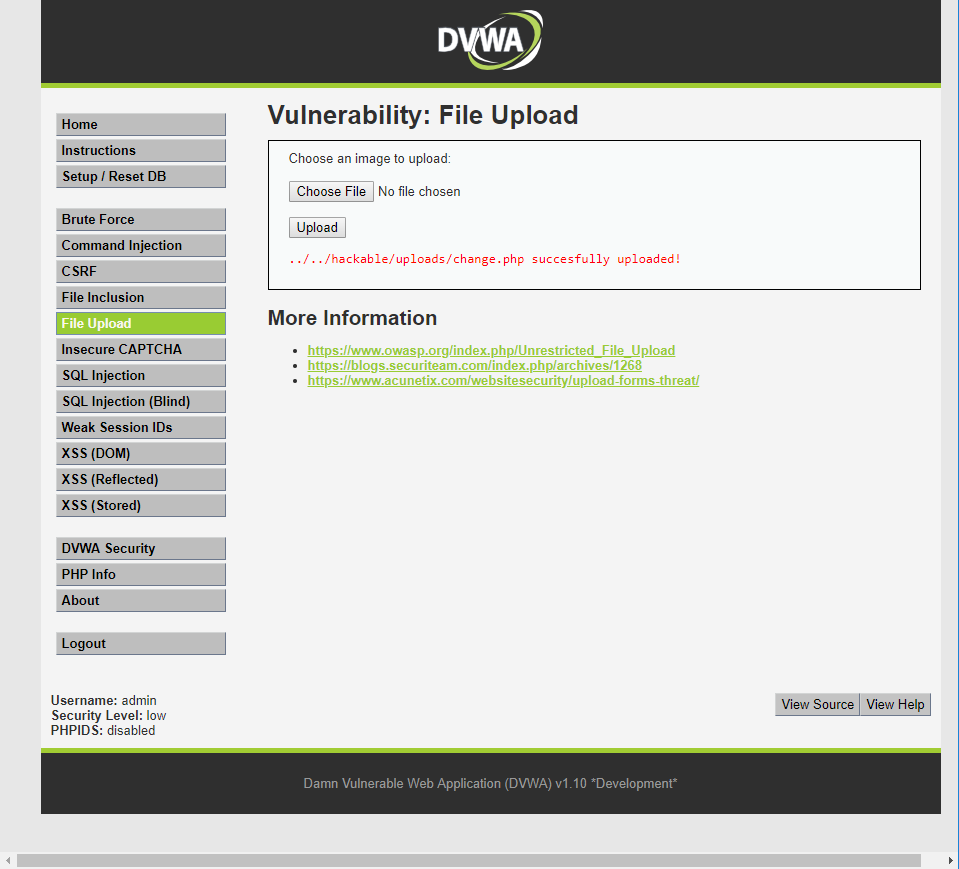 DVWA
Vulnerability: File Upload
Home
Instructions
Setup / Reset DB
Brute Force
Command Injection
CSRF
File Inclusion
File Upload
Insecure CAPTCHA
SQL Injection
SQL Injection (Blind)
Weak Session IDs
XSS (DOM)
XSS (Reflected)
XSS (Stored)
DVWA Security
PHP Info
About
Logout
Choose an image to upload:
Choose File No file chosen
Upload
../../hackable/uploads/change.php succesfully uploaded!
More Information
https://www.owasp.org/index.php/Unrestricted_File_Upload
https://blogs.securiteam.com/index.php/archives/1268
https://www.acunetix.com/websitesecurity/upload-forms-threat/
Username: admin
Security Level: low
PHPIDS: disabled
View Source View Help
Damn Vulnerable Web Application (DVWA) v1.10 *Development*